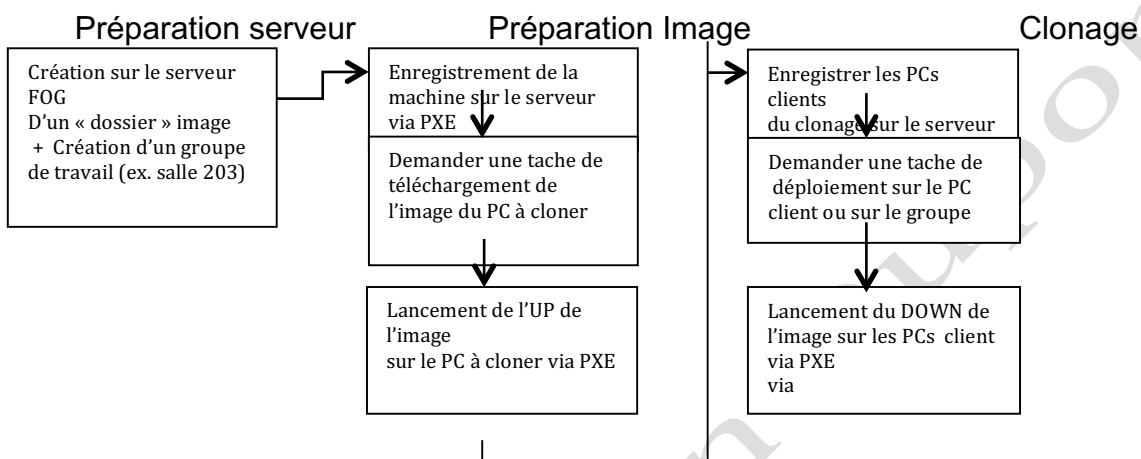 Préparation serveur
Préparation Image
Clonage
Création sur le serveur
FOG
D'un « dossier » image
+ Création d'un groupe
de travail (ex. salle 203)
Enregistrement de la
machine sur le serveur
via PXE
Demander une tache de
téléchargement de
l'image du PC à cloner
Lancement de l'UP de
l'image
sur le PC à cloner via PXE
Enregistrer les PCs
clients
du clonage sur le serveur
Demander une tache de
déploiement sur le PC
client ou sur le groupe
Lancement du DOWN de
l'image sur les PCs client
via PXE
via